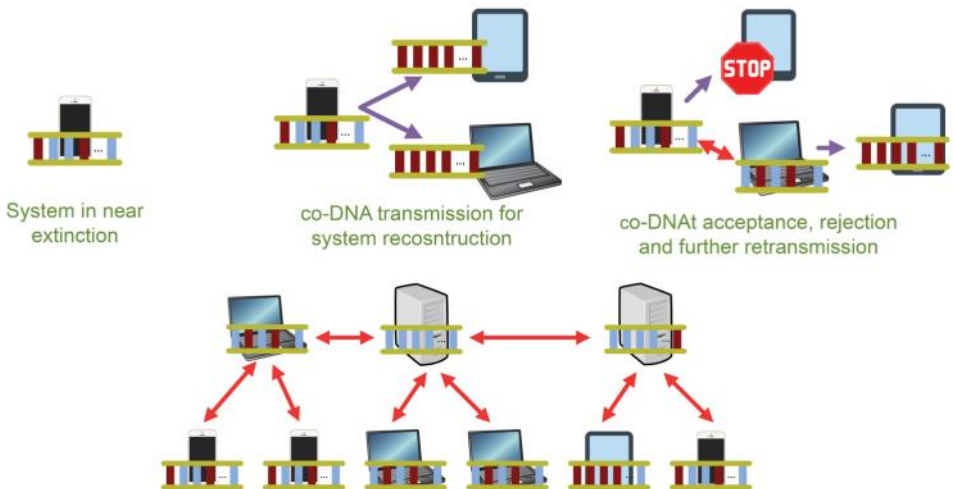 STOP
System in near
extinction
co-DNA transmission for
system recosntruction
co-DNAt acceptance, rejection
and further retransmission